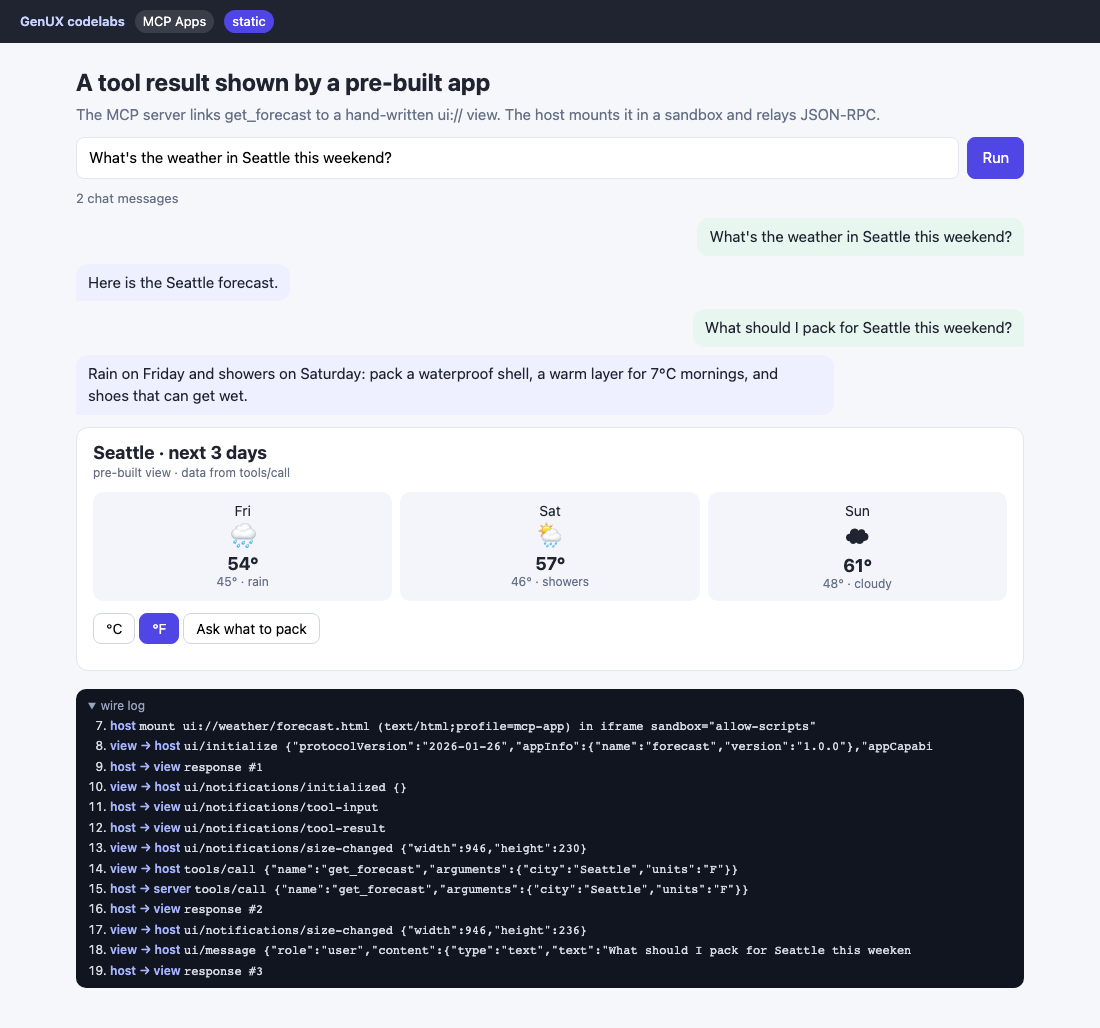 GenUX codelabs MCP Apps static
A tool result shown by a pre-built app
The MCP server links get_forecast to a hand-written ui:// view. The host mounts it in a sandbox and relays JSON-RPC.
What's the weather in Seattle this weekend? Run
2 chat messages
What's the weather in Seattle this weekend?
Here is the Seattle forecast.
What should I pack for Seattle this weekend?
Rain on Friday and showers on Saturday: pack a waterproof shell, a warm layer for 7°C mornings, and
shoes that can get wet.
Seattle · next 3 days
pre-built view · data from tools/call
Fri Sat Sun
54° 57° 61°
45° · rain 46° · showers 48° · cloudy
°C °F Ask what to pack
▼ wire log
7. host mount ui://weather/forecast.html (text/html;profile=mcp-app) in iframe sandbox="allow-scripts"
8. view → host ui/initialize {"protocolVersion":"2026-01-26","appInfo":{"name":"forecast","version":"1.0.0"},"appCapabi
9. host → view response #1
10. view → host ui/notifications/initialized {}
11. host → view ui/notifications/tool-input
12. host → view ui/notifications/tool-result
13. view → host ui/notifications/size-changed {"width":946,"height":230}
14. view → host tools/call {"name":"get_forecast","arguments":{"city":"Seattle","units":"F"}}
15. host → server tools/call {"name":"get_forecast","arguments":{"city":"Seattle","units":"F"}}
16. host → view response #2
17. view → host ui/notifications/size-changed {"width":946,"height":236}
18. view → host ui/message {"role":"user","content":{"type":"text","text":"What should I pack for Seattle this weeken
19. host → view response #3